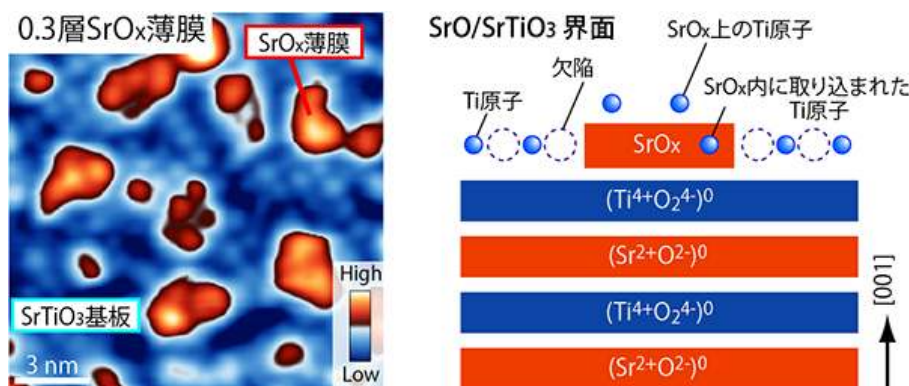 0.3層SrOx薄膜
SrOx薄膜
SrTiO3基板
3 nm
High
Low
SrO/SrTiO3 界面
SrOx上のTi原子
欠陥
Ti原子
SrOx内に取り込まれた
Ti原子
SrOx
(Ti4+O24-)0
(Sr2+O2-)0
(Ti4+O24-)0
(Sr2+O2-)0
[001]